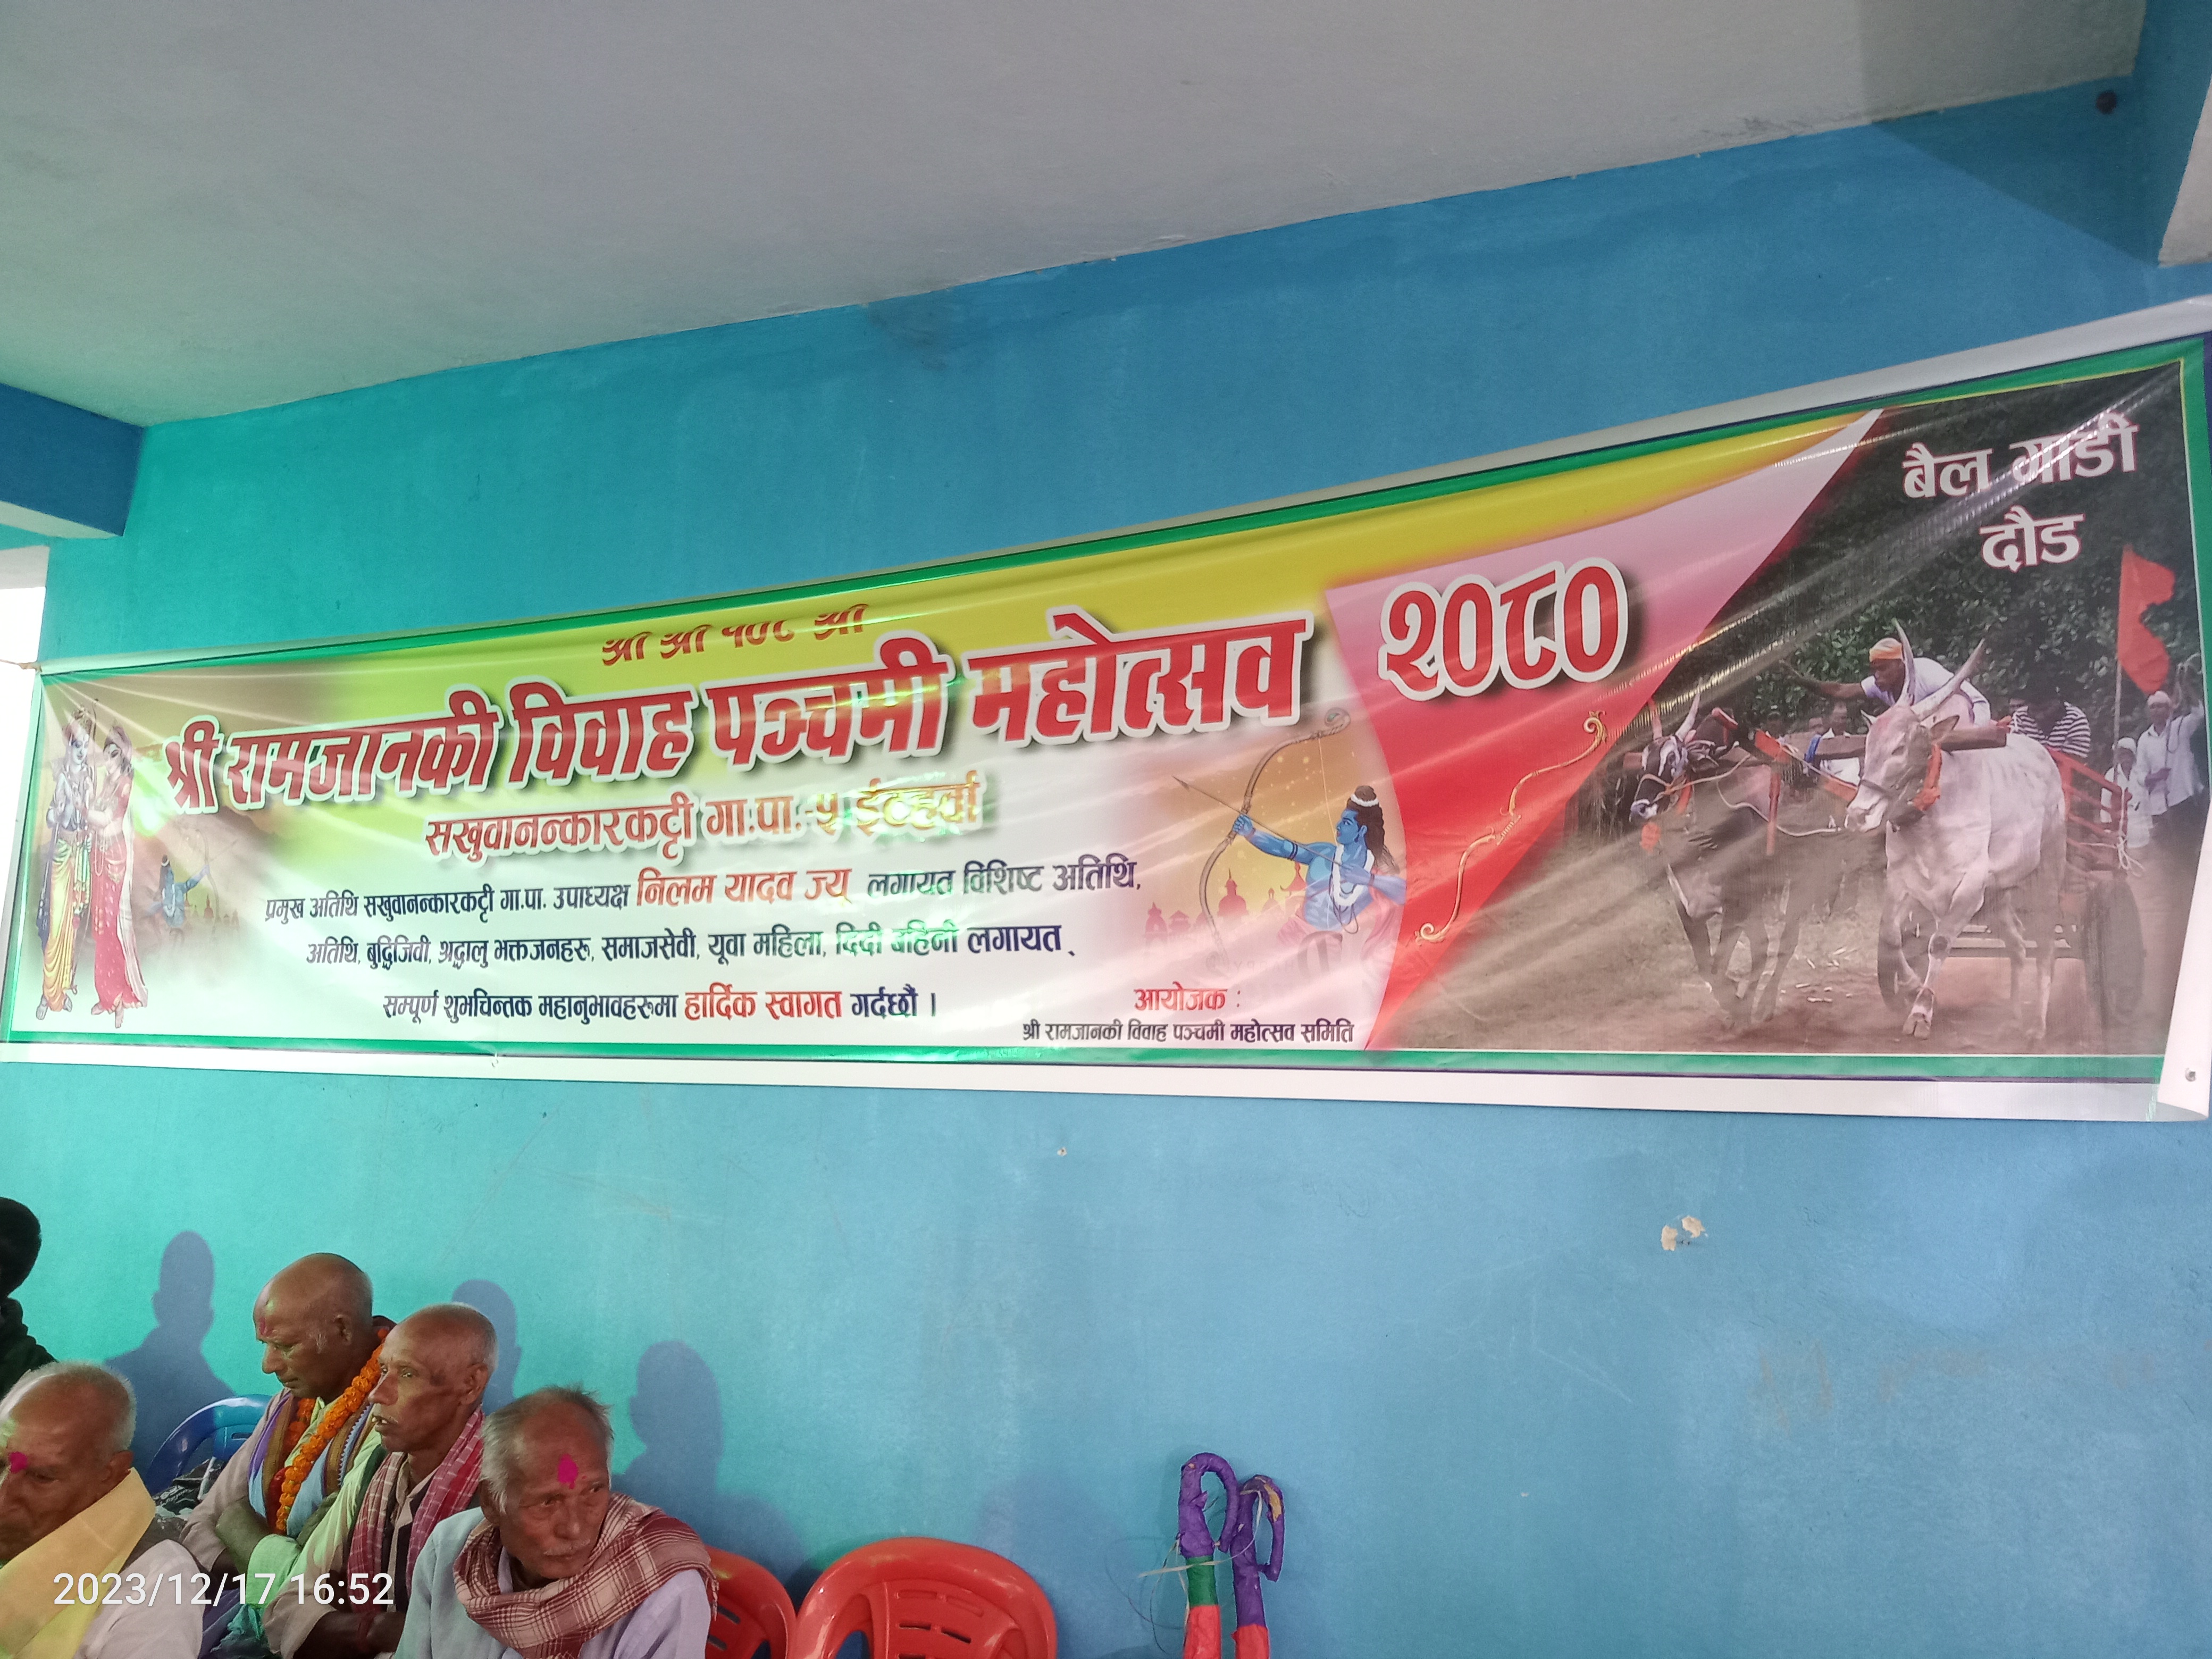 श्री श्री १०८ श्री
श्री रामजानकी विवाह पञ्चमी महोत्सव २०८०
सखुवानन्कारकट्टी गा.पा.-५ ईटहर्वा
प्रमुख अतिथि सखुवानन्कारकट्टी गा.पा. उपाध्यक्ष निलम यादव ज्यू लगायत विशिष्ट अतिथि,
अतिथि, बुद्धिजिवी, श्रद्धालु भक्तजनहरू, समाजसेवी, यूवा महिला, दिदी बहिनी लगायत
सम्पूर्ण शुभचिन्तक महानुभावहरूमा हार्दिक स्वागत गर्दछौं ।
आयोजक :
श्री रामजानकी विवाह पञ्चमी महोत्सव समिति
बैल गाडी
दौड
2023/12/17 16:52